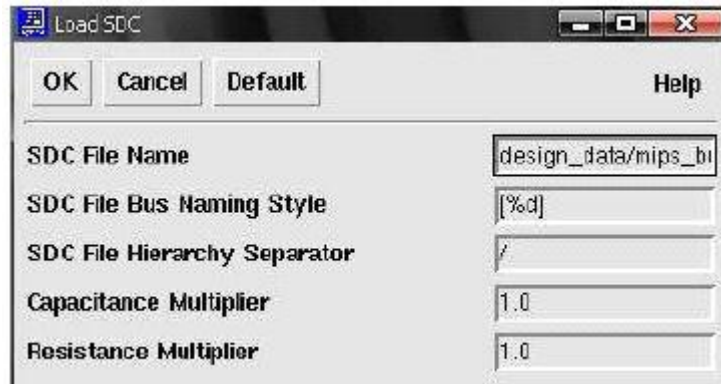 Load SDC
OK Cancel Default Help
SDC File Name design_data/mips_
SDC File Bus Naming Style [%d]
SDC File Hierarchy Separator /
Capacitance Multiplier 1.0
Resistance Multiplier 1.0